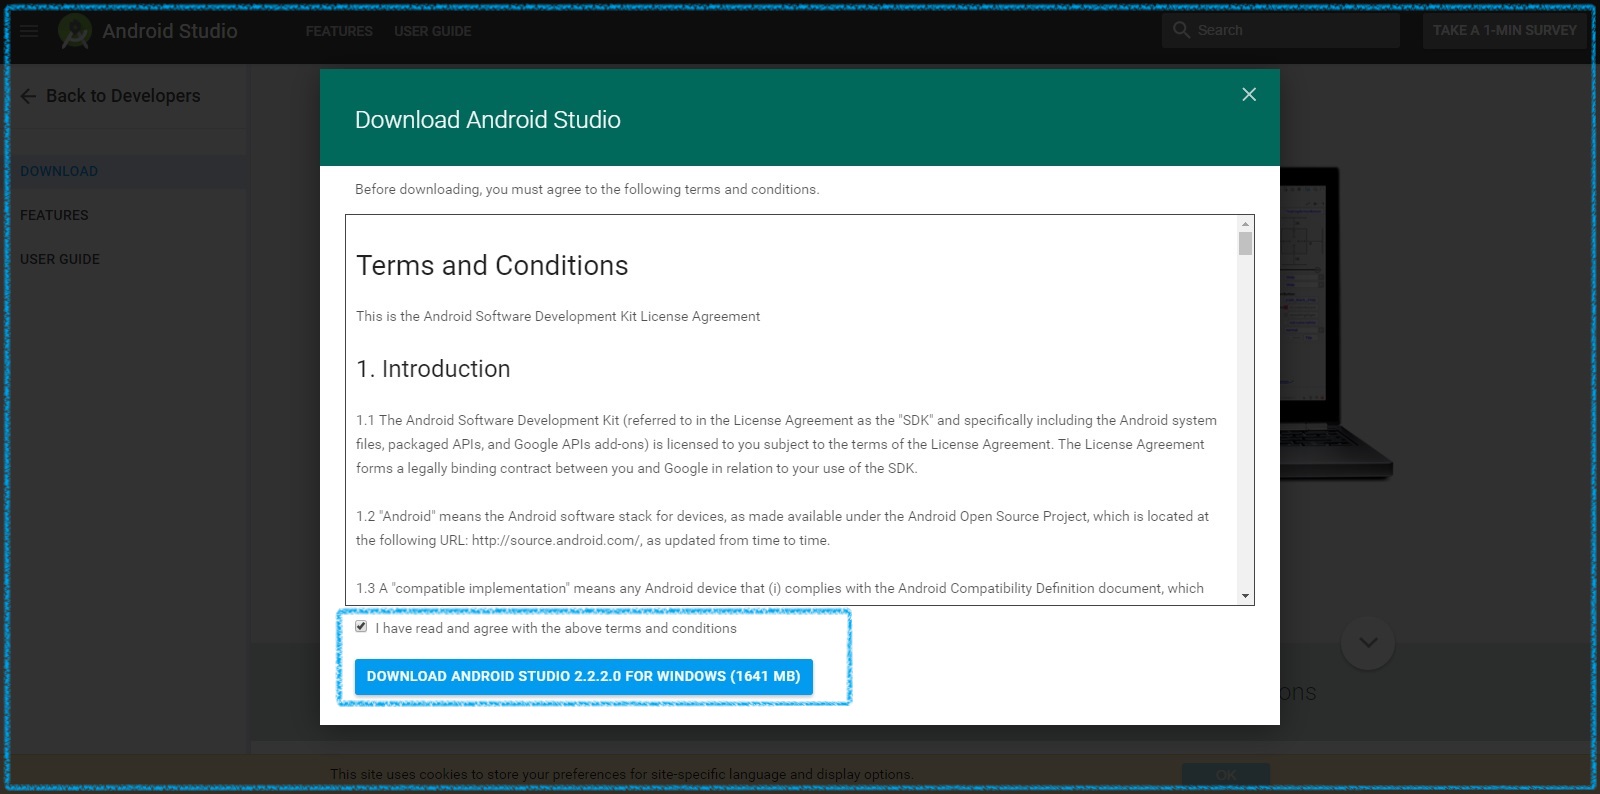 Android Studio
FEATURES
USER GUIDE
Search
TAKE A 1-MIN SURVEY
Back to Developers
DOWNLOAD
FEATURES
USER GUIDE
Download Android Studio
Before downloading, you must agree to the following terms and conditions.
Terms and Conditions
This is the Android Software Development Kit License Agreement
1. Introduction
1.1 The Android Software Development Kit (referred to in the License Agreement as the "SDK" and specifically including the Android system
files, packaged APIs, and Google APIs add-ons) is licensed to you subject to the terms of the License Agreement. The License Agreement
forms a legally binding contract between you and Google in relation to your use of the SDK.
1.2 "Android" means the Android software stack for devices, as made available under the Android Open Source Project, which is located at
the following URL: http://source.android.com/, as updated from time to time.
1.3 A "compatible implementation" means any Android device that (i) complies with the Android Compatibility Definition document, which
I have read and agree with the above terms and conditions
DOWNLOAD ANDROID STUDIO 2.2.2.0 FOR WINDOWS (1641 MB)
ons
This site uses cookies to store your preferences for site-specific language and display options.
OK